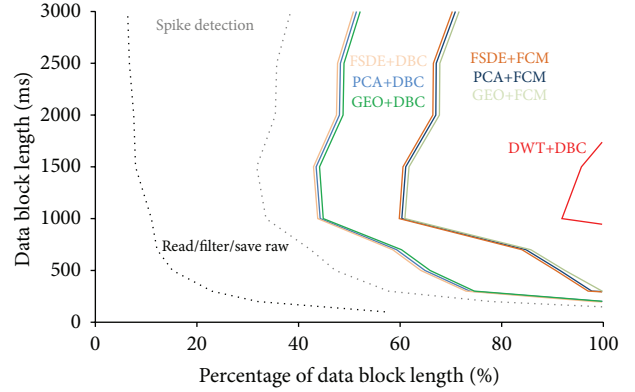 3000
2500
2000
1500
1000
500
0
Data block length (ms)
Spike detection
FSDE+DBC
PCA+DBC
GEO+DBC
FSDE+FCM
PCA+FCM
GEO+FCM
DWT+DBC
Read/filter/save raw
0 20 40 60 80 100
Percentage of data block length (%)